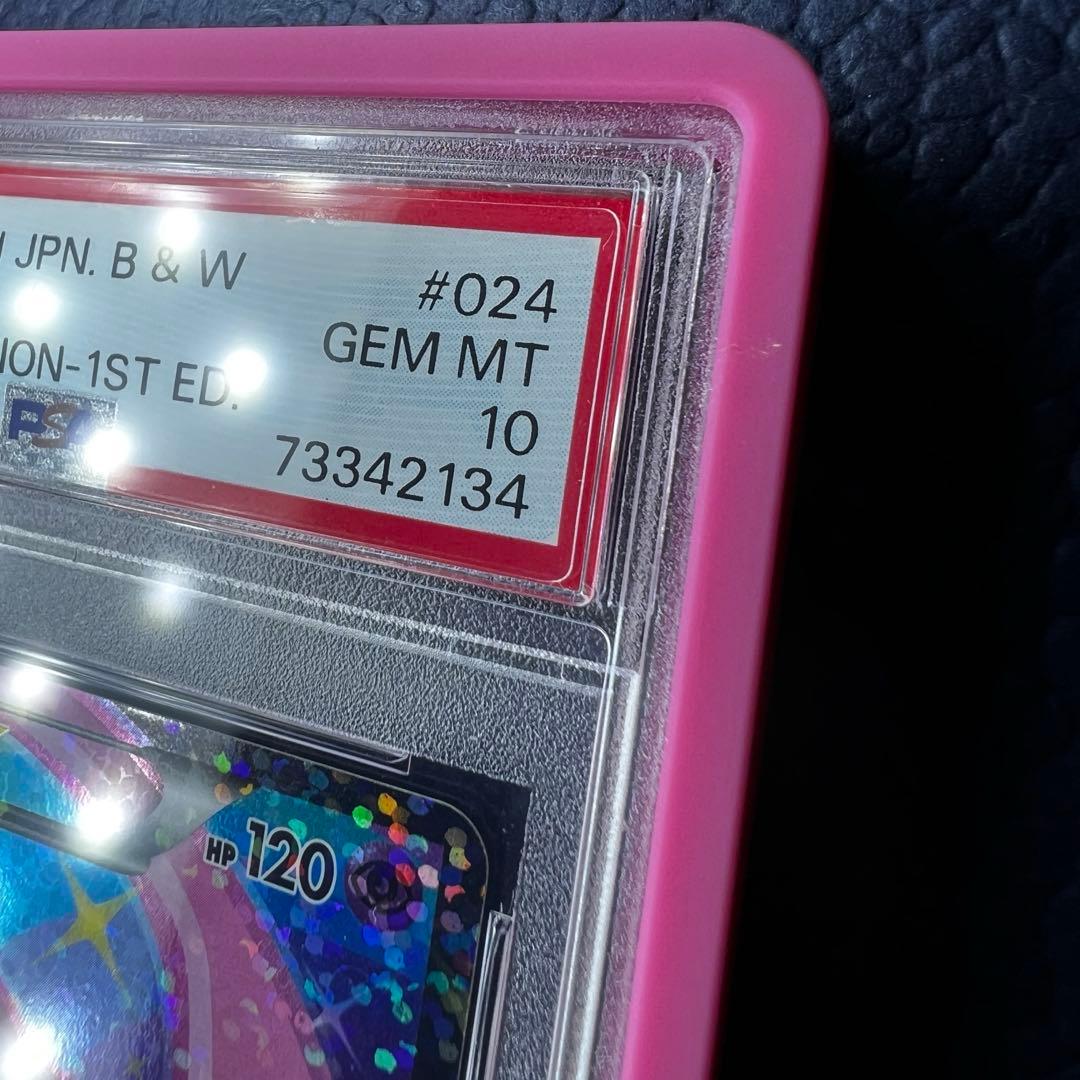 JPN. B & W
#024
GEM MT
ION-1ST ED.
10
PSA
73342134
HP 120